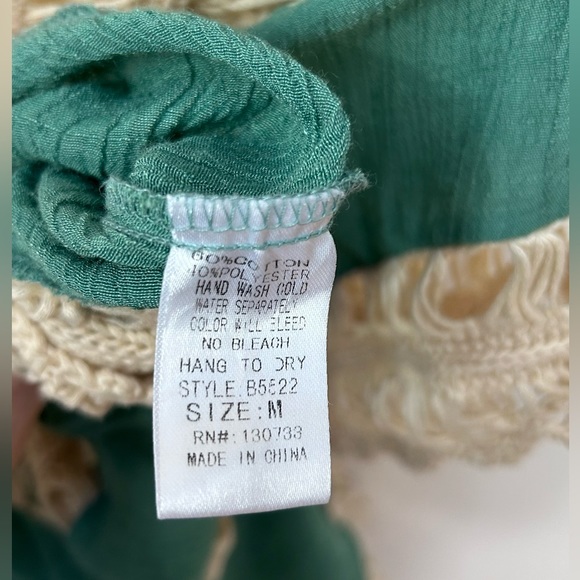 60%COTTON
40%POLYESTER
HAND WASH COLD
WATER SEPARATELY
COLOR WILL BLEED
NO BLEACH
HANG TO DRY
STYLE.B5622
SIZE:M
RN#:130733
MADE IN CHINA